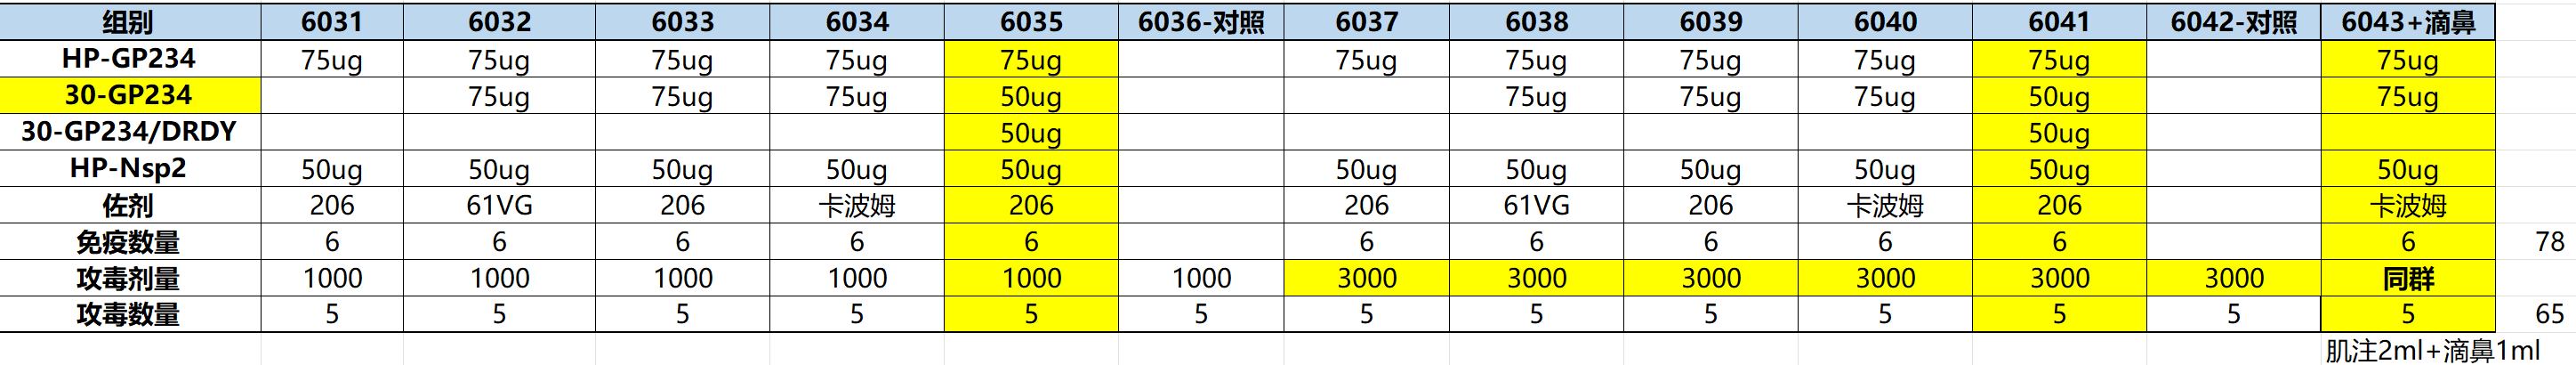 组别 6031 6032 6033 6034 6035 6036-对照 6037 6038 6039 6040 6041 6042-对照 6043+滴鼻
HP-GP234 75ug 75ug 75ug 75ug 75ug 75ug 75ug 75ug 75ug 75ug 75ug
30-GP234 75ug 75ug 75ug 50ug 75ug 75ug 75ug 50ug 75ug
30-GP234/DRDY 50ug 50ug
HP-Nsp2 50ug 50ug 50ug 50ug 50ug 50ug 50ug 50ug 50ug 50ug 50ug
佐剂 206 61VG 206 卡波姆 206 206 61VG 206 卡波姆 206 卡波姆
免疫数量 6 6 6 6 6 6 6 6 6 6 6 78
攻毒剂量 1000 1000 1000 1000 1000 1000 3000 3000 3000 3000 3000 3000 同群
攻毒数量 5 5 5 5 5 5 5 5 5 5 5 5 5 65
肌注2ml+滴鼻1ml